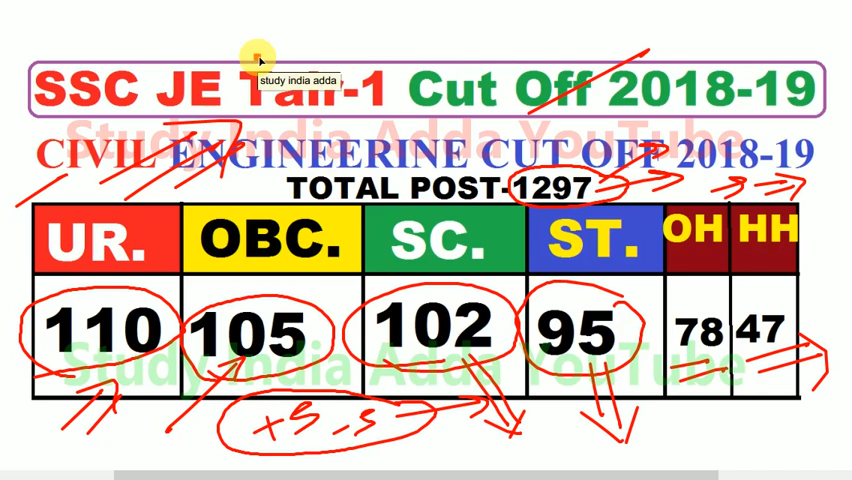 study india adda
SSC JE Tair-1 Cut Off 2018-19
Study India Adda YouTube
CIVIL ENGINEERINE CUT OFF 2018-19
TOTAL POST-1297
UR. OBC. SC. ST. OH HH
110 105 102 95 78 47
Study India Adda YouTube
+5 -5